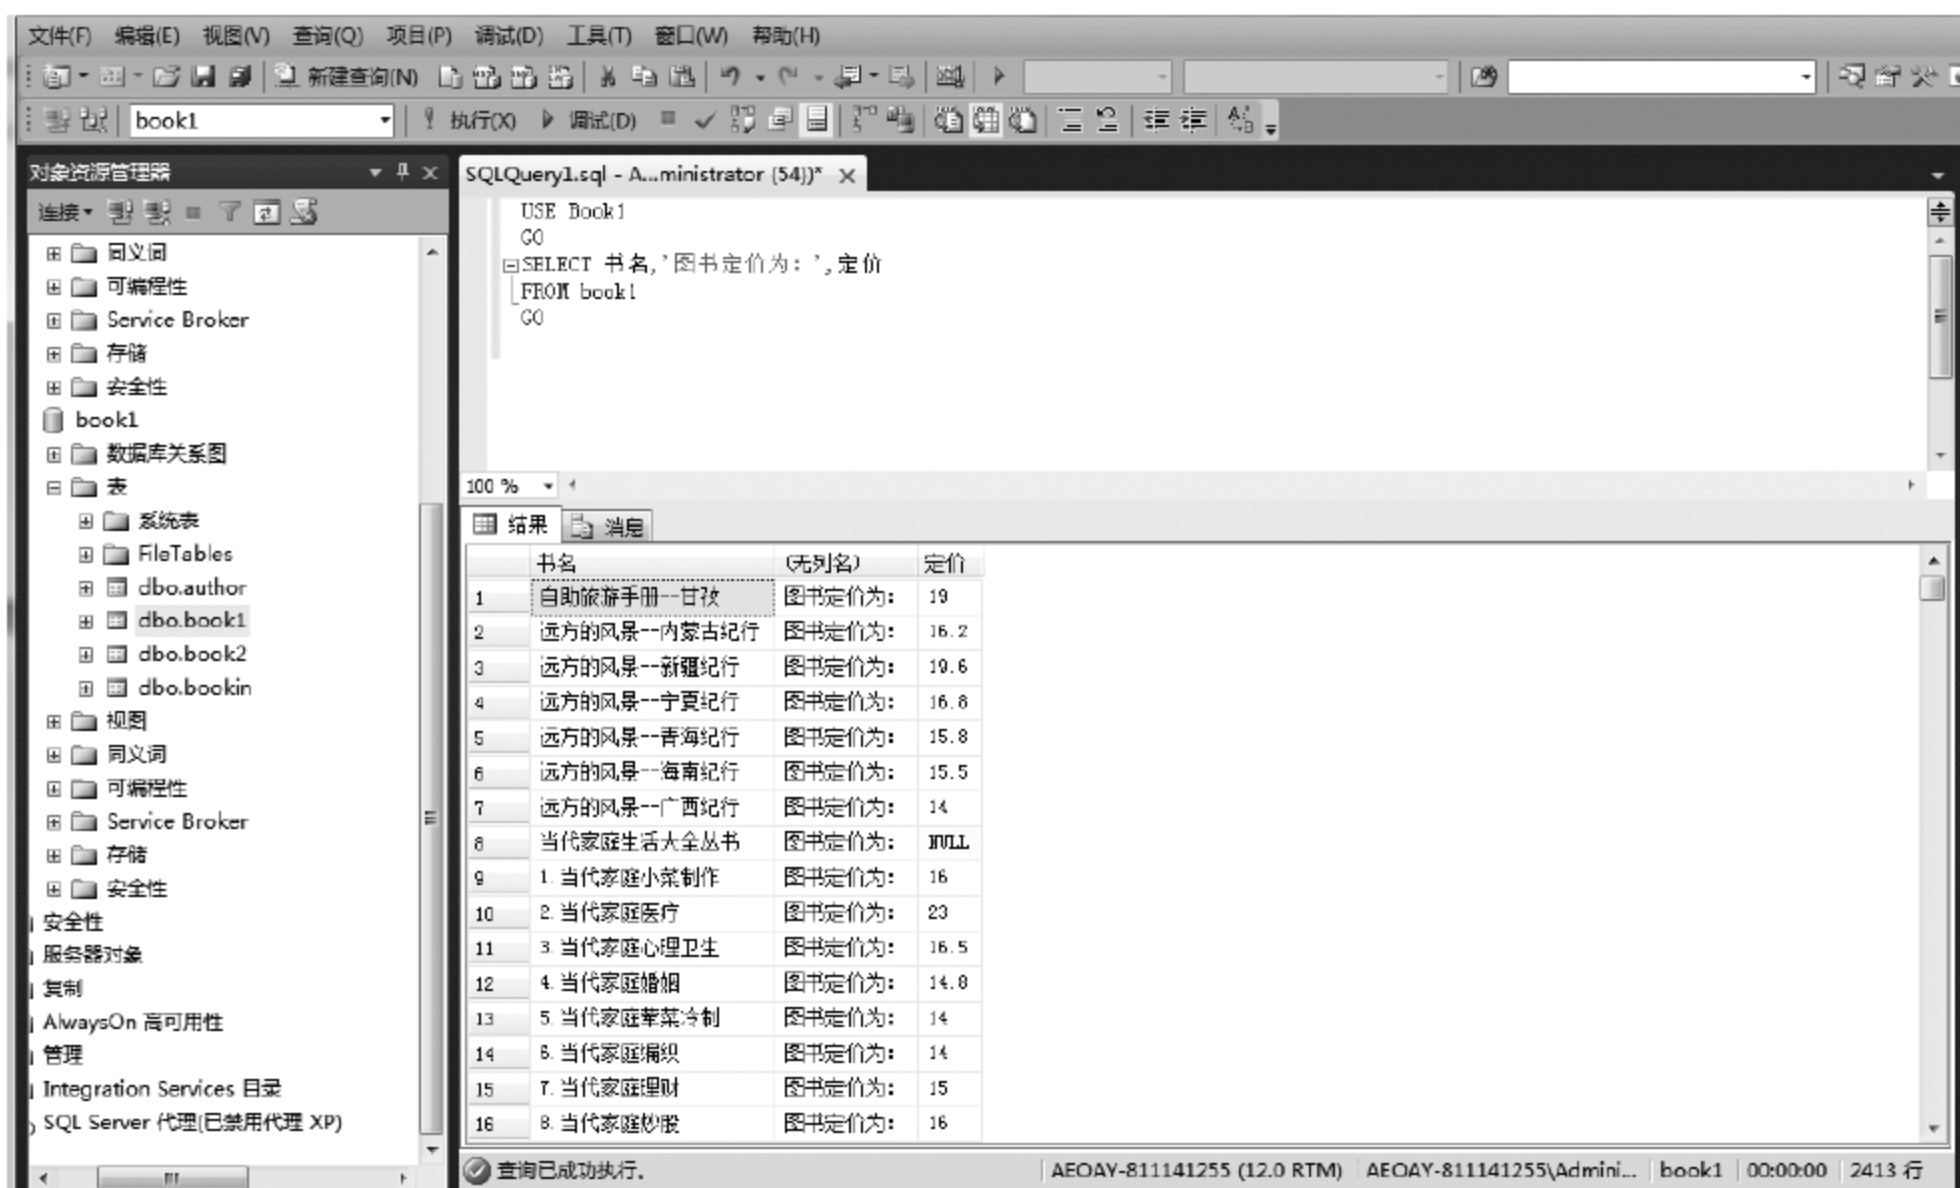 文件(F) 编辑(E) 视图(V) 查询(Q) 项目(P) 调试(D) 工具(T) 窗口(W) 帮助(H)
新建查询(N)
book1 执行(X) 调试(D)
对象资源管理器
连接
同义词
可编程性
Service Broker
存储
安全性
book1
数据库关系图
表
系统表
FileTables
dbo.author
dbo.book1
dbo.book2
dbo.bookin
视图
同义词
可编程性
Service Broker
存储
安全性
安全性
服务器对象
复制
AlwaysOn 高可用性
管理
Integration Services 目录
SQL Server 代理(已禁用代理 XP)
SQLQuery1.sql - A...ministrator (54))*
USE Book1
GO
SELECT 书名,'图书定价为：',定价
FROM book1
GO
100 %
结果 消息
书名 (无列名) 定价
1 自助旅游手册--甘孜 图书定价为： 19
2 远方的风景--内蒙古纪行 图书定价为： 16.2
3 远方的风景--新疆纪行 图书定价为： 19.6
4 远方的风景--宁夏纪行 图书定价为： 16.8
5 远方的风景--青海纪行 图书定价为： 15.8
6 远方的风景--海南纪行 图书定价为： 15.5
7 远方的风景--广西纪行 图书定价为： 14
8 当代家庭生活大全丛书 图书定价为： NULL
9 1.当代家庭小菜制作 图书定价为： 16
10 2.当代家庭医疗 图书定价为： 23
11 3.当代家庭心理卫生 图书定价为： 16.5
12 4.当代家庭婚姻 图书定价为： 14.8
13 5.当代家庭荤菜冷制 图书定价为： 14
14 6.当代家庭编织 图书定价为： 14
15 7.当代家庭理财 图书定价为： 15
16 8.当代家庭炒股 图书定价为： 16
查询已成功执行。 AEOAY-811141255 (12.0 RTM) AEOAY-811141255\Admini... book1 00:00:00 2413 行